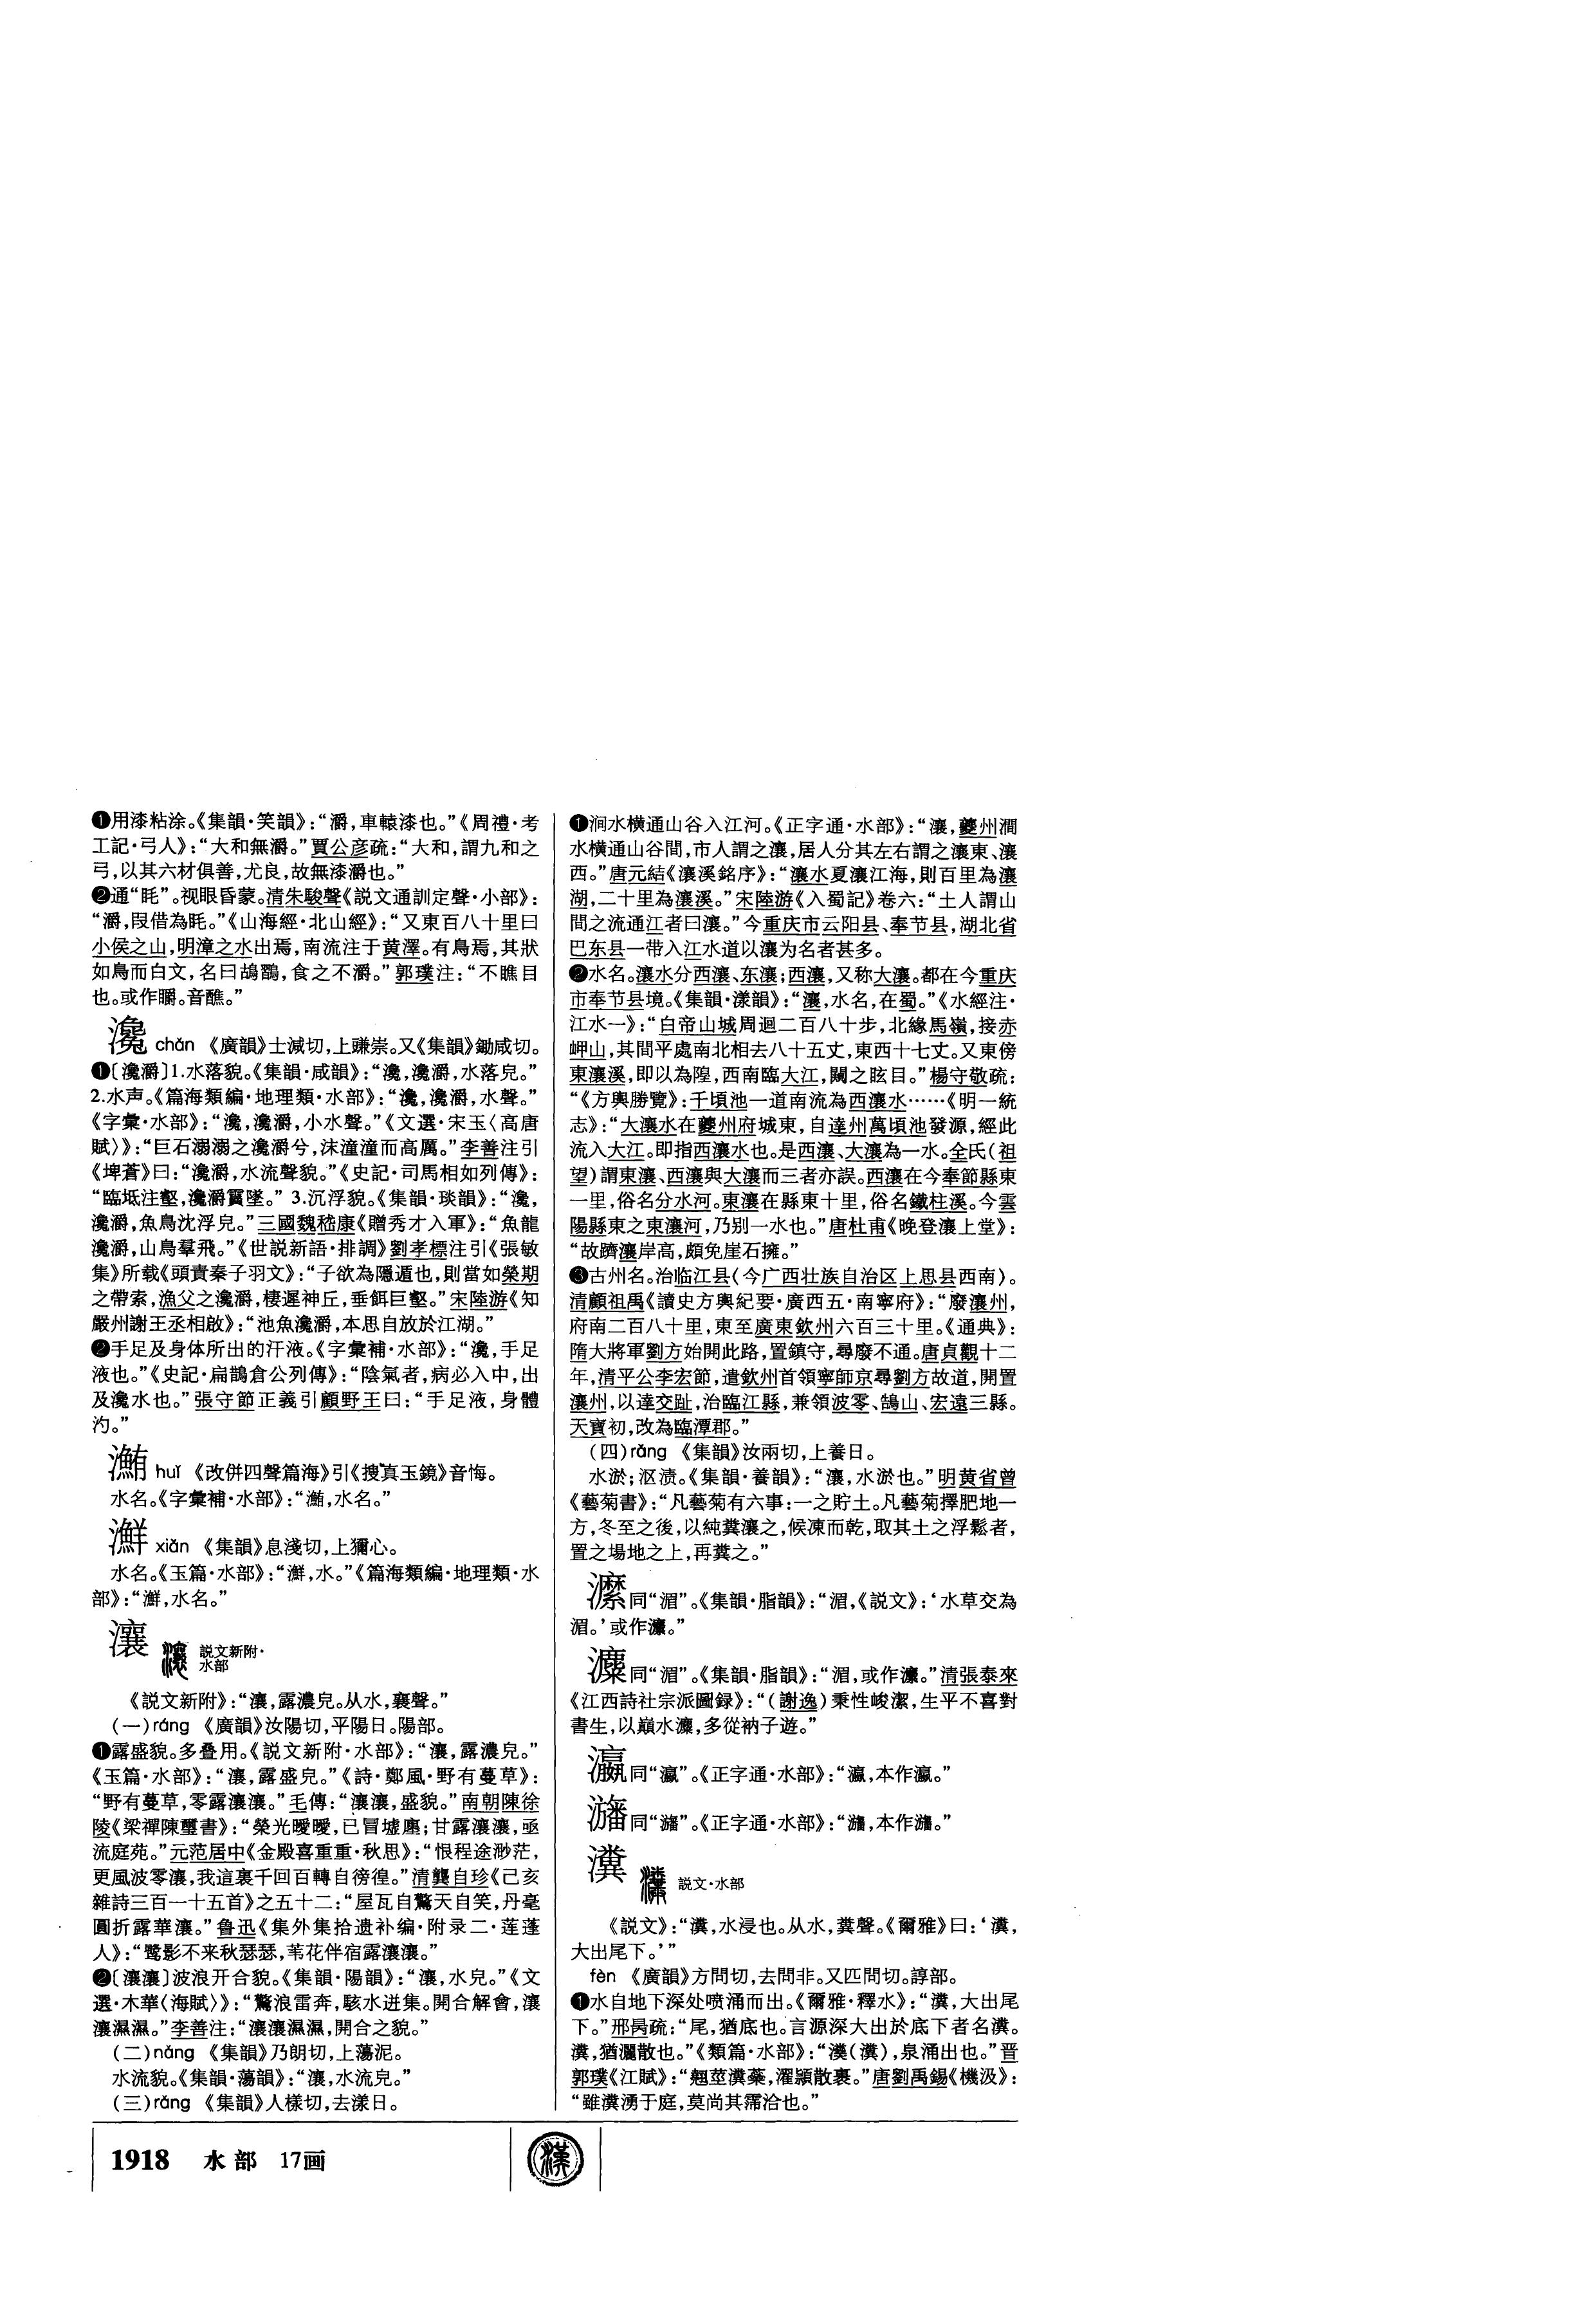 ❶用漆粘涂。《集韻·笑韻》：“灂，車轅漆也。”《周禮·考
工記·弓人》：“大和無灂。”賈公彦疏：“大和，謂九和之
弓，以其六材俱善，尤良，故無漆灂也。”
❷通“眊”。视眼昏蒙。清朱駿聲《説文通訓定聲·小部》：
“灂，叚借為眊。”《山海經·北山經》：“又東百八十里曰
小侯之山，明漳之水出焉，南流注于黄澤。有鳥焉，其狀
如烏而白文，名曰鴣鸐，食之不灂。”郭璞注：“不瞧目
也。或作㬭。音醮。”
瀺 chán 《廣韻》士減切，上豏崇。又《集韻》鋤咸切。
❶〔瀺灂〕1.水落貌。《集韻·咸韻》：“瀺，瀺灂，水落皃。”
2.水声。《篇海類編·地理類·水部》：“瀺，瀺灂，水聲。”
《字彙·水部》：“瀺，瀺灂，小水聲。”《文選·宋玉〈高唐
賦〉》：“巨石溺溺之瀺灂兮，沫潼潼而高厲。”李善注引
《埤蒼》曰：“瀺灂，水流聲貌。”《史記·司馬相如列傳》：
“臨坻注壑，瀺灂霣墜。” 3.沉浮貌。《集韻·琰韻》：“瀺，
瀺灂，魚鳥沈浮皃。”三國魏嵇康《贈秀才入軍》：“魚龍
瀺灂，山鳥羣飛。”《世説新語·排調》劉孝標注引《張敏
集》所载《頭責秦子羽文》：“子欲為隱遁也，則當如榮期
之帶索，漁父之瀺灂，棲遲神丘，垂餌巨壑。”宋陸游《知
嚴州謝王丞相啟》：“池魚瀺灂，本思自放於江湖。”
❷手足及身体所出的汗液。《字彙補·水部》：“瀺，手足
液也。”《史記·扁鵲倉公列傳》：“陰氣者，病必入中，出
及瀺水也。”張守節正義引顧野王曰：“手足液，身體
汋。”
huǐ 《改併四聲篇海》引《搜真玉鏡》音悔。
水名。《字彙補·水部》：“，水名。”
㶍 xiǎn 《集韻》息淺切，上獮心。
水名。《玉篇·水部》：“㶍，水。”《篇海類編·地理類·水
部》：“㶍，水名。”
瀼 説文新附·
水部
《説文新附》：“瀼，露濃皃。从水，襄聲。”
（一）ráng 《廣韻》汝陽切，平陽日。陽部。
❶露盛貌。多叠用。《説文新附·水部》：“瀼，露濃皃。”
《玉篇·水部》：“瀼，露盛皃。”《詩·鄭風·野有蔓草》：
“野有蔓草，零露瀼瀼。”毛傳：“瀼瀼，盛貌。”南朝陳徐
陵《梁禪陳璽書》：“榮光曖曖，已冒墟廛；甘露瀼瀼，亟
流庭苑。”元范居中《金殿喜重重·秋思》：“恨程途渺茫，
更風波零瀼，我這裏千回百轉自徬徨。”清龔自珍《己亥
雜詩三百一十五首》之五十二：“屋瓦自驚天自笑，丹毫
圓折露華瀼。”鲁迅《集外集拾遗补编·附录二·莲蓬
人》：“鹭影不来秋瑟瑟，苇花伴宿露瀼瀼。”
❷〔瀼瀼〕波浪开合貌。《集韻·陽韻》：“瀼，水皃。”《文
選·木華〈海賦〉》：“驚浪雷奔，駭水迸集。開合解會，瀼
瀼濕濕。”李善注：“瀼瀼濕濕，開合之貌。”
（二）nǎng 《集韻》乃朗切，上蕩泥。
水流貌。《集韻·蕩韻》：“瀼，水流皃。”
（三）ràng 《集韻》人樣切，去漾日。
❶涧水横通山谷入江河。《正字通·水部》：“瀼，夔州澗
水橫通山谷間，市人謂之瀼，居人分其左右謂之瀼東、瀼
西。”唐元結《瀼溪銘序》：“瀼水夏瀼江海，則百里為瀼
湖，二十里為瀼溪。”宋陸游《入蜀記》卷六：“土人謂山
間之流通江者曰瀼。”今重庆市云阳县、奉节县，湖北省
巴东县一带入江水道以瀼为名者甚多。
❷水名。瀼水分西瀼、东瀼；西瀼，又称大瀼。都在今重庆
市奉节县境。《集韻·漾韻》：“瀼，水名，在蜀。”《水經注·
江水一》：“白帝山城周迴二百八十步，北緣馬嶺，接赤
岬山，其間平處南北相去八十五丈，東西十七丈。又東傍
東瀼溪，即以為隍，西南臨大江，闞之眩目。”楊守敬疏：
“《方輿勝覽》：千頃池一道南流為西瀼水……《明一統
志》：“大瀼水在夔州府城東，自達州萬頃池發源，經此
流入大江。即指西瀼水也。是西瀼、大瀼為一水。全氏（祖
望）謂東瀼、西瀼與大瀼而三者亦誤。西瀼在今奉節縣東
一里，俗名分水河。東瀼在縣東十里，俗名鐵柱溪。今雲
陽縣東之東瀼河，乃别一水也。”唐杜甫《晚登瀼上堂》：
“故躋瀼岸高，頗免崖石擁。”
❸古州名。治临江县（今广西壮族自治区上思县西南）。
清顧祖禹《讀史方輿紀要·廣西五·南寧府》：“廢瀼州，
府南二百八十里，東至廣東欽州六百三十里。《通典》：
隋大將軍劉方始開此路，置鎮守，尋廢不通。唐貞觀十二
年，清平公李宏節，遣欽州首領寧師京尋劉方故道，開置
瀼州，以達交趾，治臨江縣，兼領波零、鵠山、宏遠三縣。
天寶初，改為臨潭郡。”
（四）rǎng 《集韻》汝兩切，上養日。
水淤；沤渍。《集韻·養韻》：“瀼，水淤也。”明黄省曾
《藝菊書》：“凡藝菊有六事：一之貯土。凡藝菊擇肥地一
方，冬至之後，以純糞瀼之，候凍而乾，取其土之浮鬆者，
置之場地之上，再糞之。”
同“湄”。《集韻·脂韻》：“湄，《説文》：‘水草交為
湄。’或作。”
同“湄”。《集韻·脂韻》：“湄，或作。”清張泰來
《江西詩社宗派圖録》：“（謝逸）秉性峻潔，生平不喜對
書生，以巔水，多從衲子遊。”
同“瀛”。《正字通·水部》：“瀛，本作。”
同“”。《正字通·水部》：“，本作。”
瀵 説文·水部
《説文》：“瀵，水浸也。从水，糞聲。《爾雅》曰：‘瀵，
大出尾下。’”
fèn 《廣韻》方問切，去問非。又匹問切。諄部。
❶水自地下深处喷涌而出。《爾雅·釋水》：“瀵，大出尾
下。”邢昺疏：“尾，猶底也。言源深大出於底下者名瀵。
瀵，猶灑散也。”《類篇·水部》：“（瀵），泉涌出也。”晋
郭璞《江賦》：“翹莖瀵蘂，濯穎散裹。”唐劉禹錫《機汲》：
“雖瀵湧于庭，莫尚其霈洽也。”
1918 水部 17画
漢